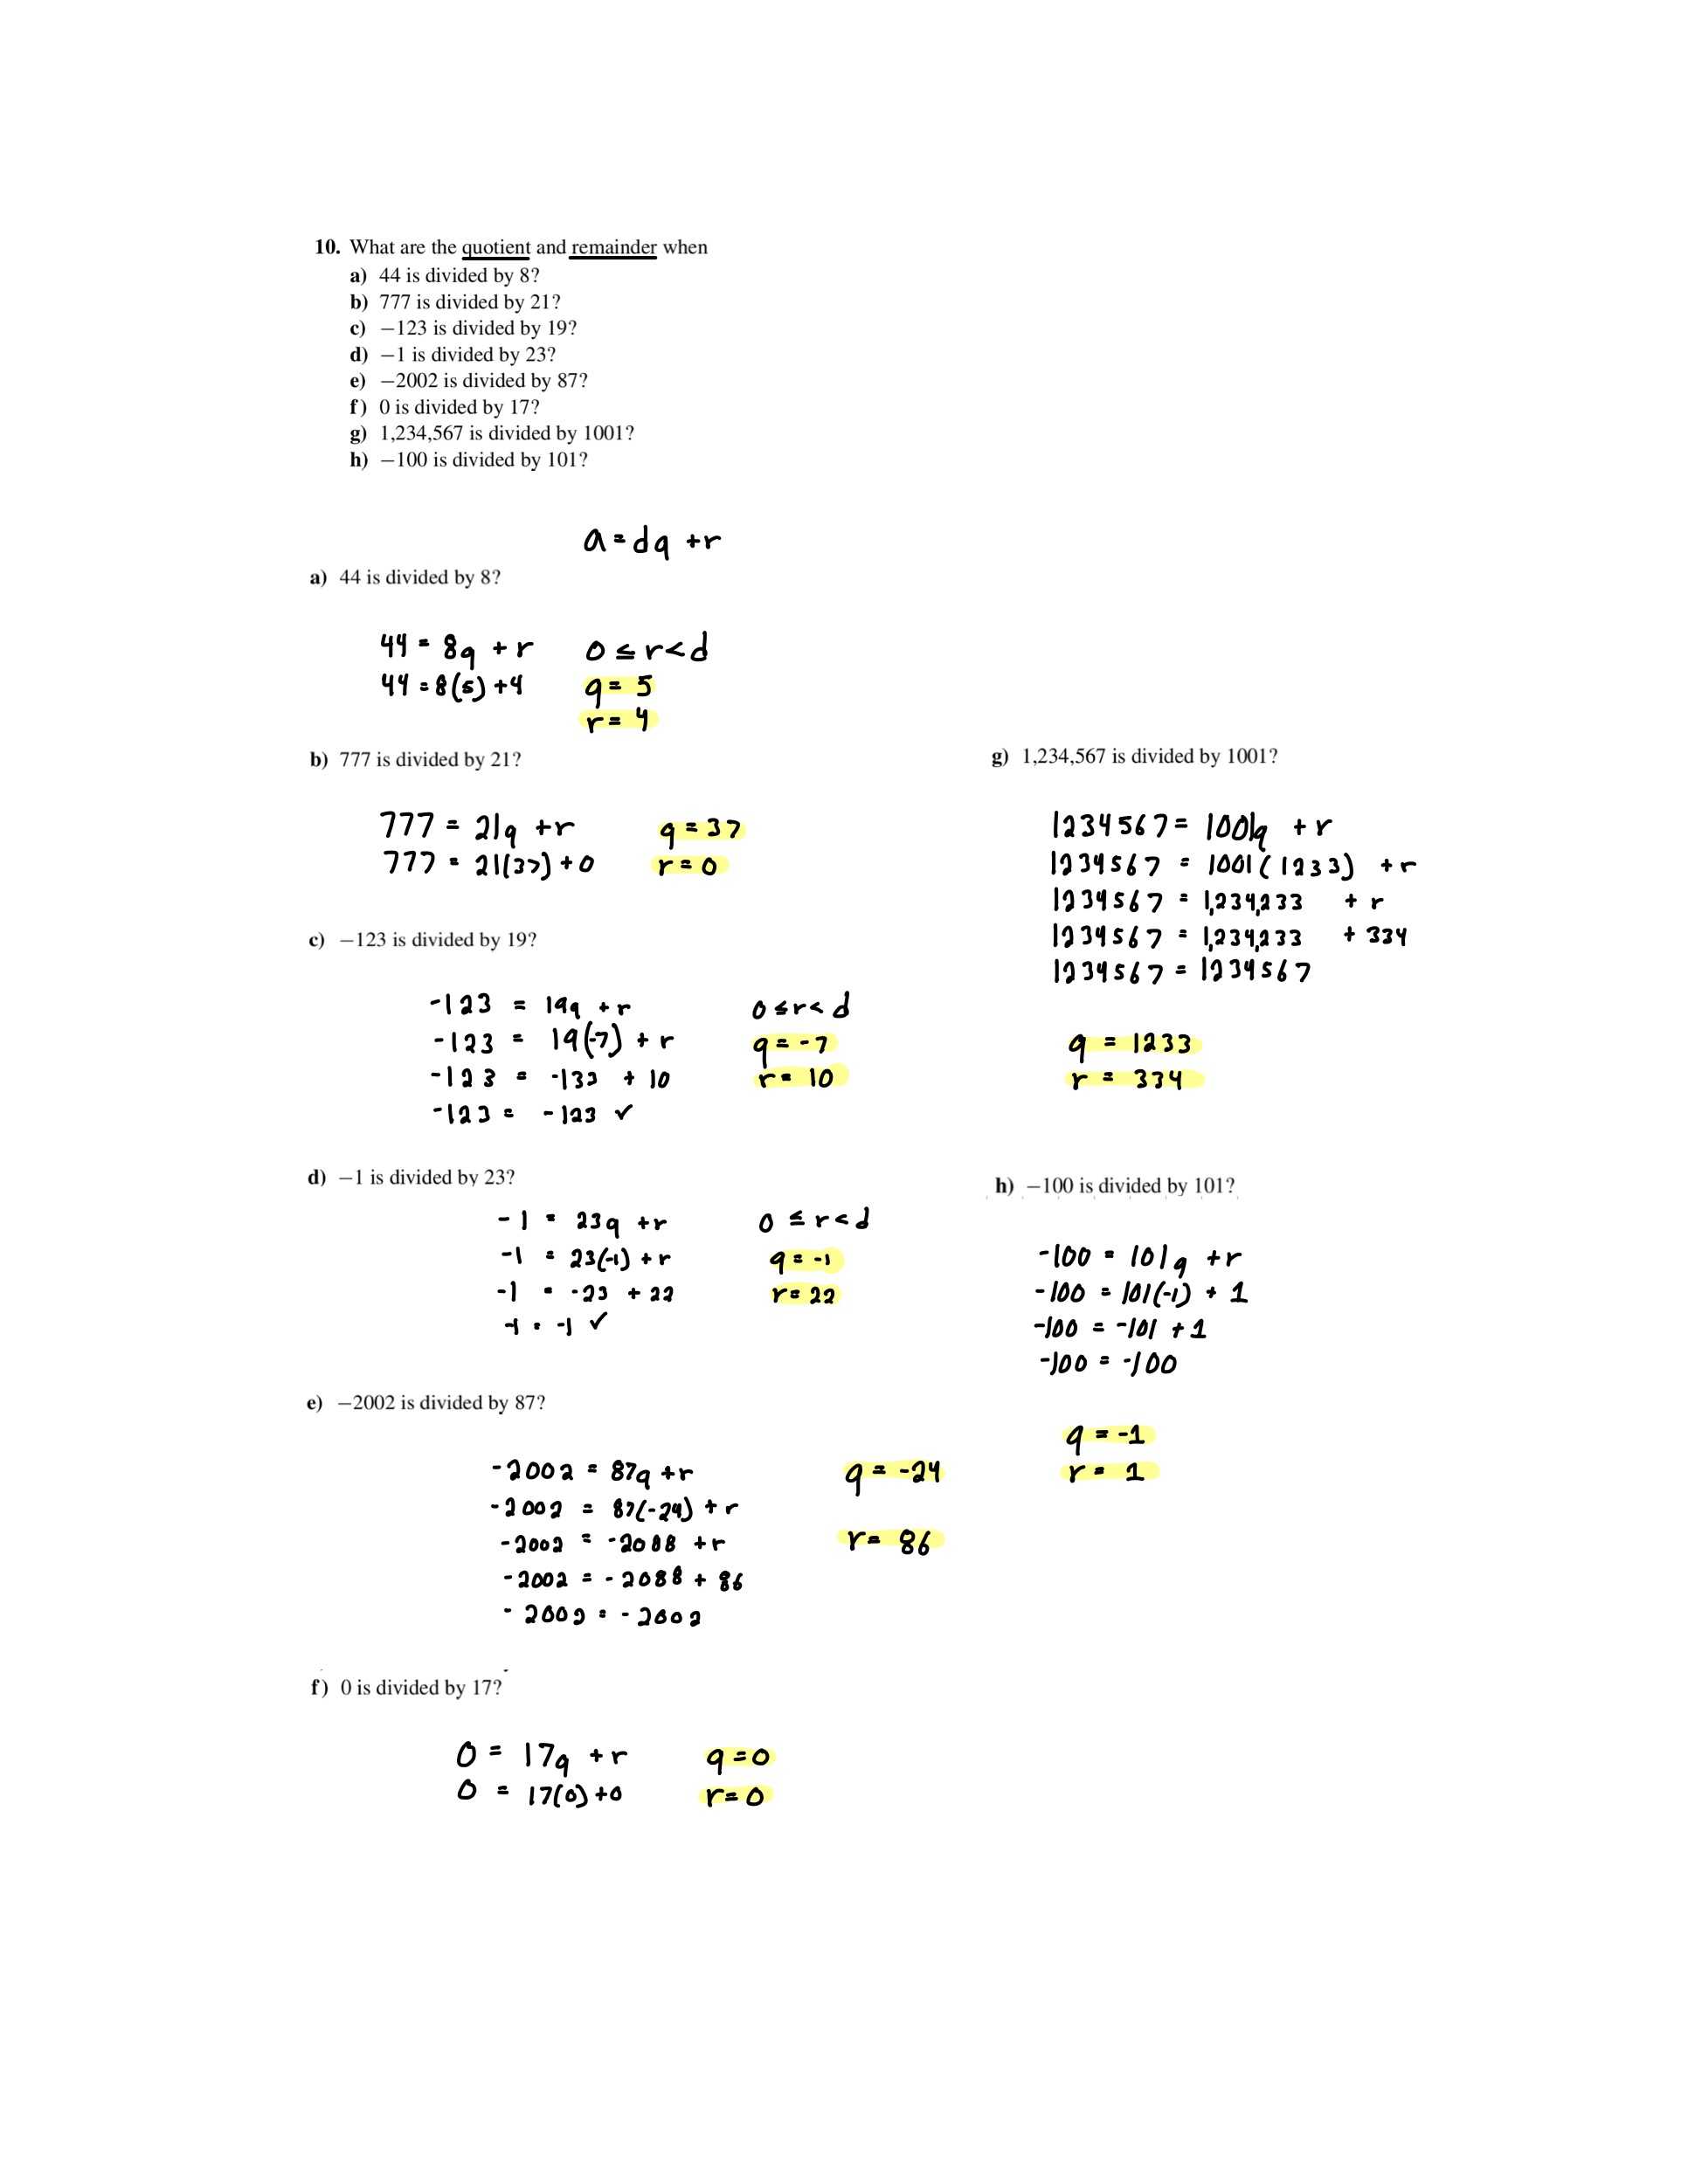 10. What are the quotient and remainder when
a) 44 is divided by 8?
b) 777 is divided by 21?
c) −123 is divided by 19?
d) −1 is divided by 23?
e) −2002 is divided by 87?
f) 0 is divided by 17?
g) 1,234,567 is divided by 1001?
h) −100 is divided by 101?
a = dq + r
a) 44 is divided by 8?
44 = 8q + r 0 ≤ r < d
44 = 8(5) + 4 q = 5
r = 4
b) 777 is divided by 21?
777 = 21q + r q = 37
777 = 21(37) + 0 r = 0
c) −123 is divided by 19?
-123 = 19q + r 0 ≤ r < d
-123 = 19(-7) + r q = -7
-123 = -133 + 10 r = 10
-123 = -123 ✓
d) −1 is divided by 23?
-1 = 23q + r 0 ≤ r < d
-1 = 23(-1) + r q = -1
-1 = -23 + 22 r = 22
-1 = -1 ✓
e) −2002 is divided by 87?
-2002 = 87q + r q = -24
-2002 = 87(-24) + r
-2002 = -2088 + r r = 86
-2002 = -2088 + 86
-2002 = -2002
f) 0 is divided by 17?
0 = 17q + r q = 0
0 = 17(0) + 0 r = 0
g) 1,234,567 is divided by 1001?
1234567 = 1001q + r
1234567 = 1001(1233) + r
1234567 = 1,234,233 + r
1234567 = 1,234,233 + 334
1234567 = 1234567
q = 1233
r = 334
h) −100 is divided by 101?
-100 = 101q + r
-100 = 101(-1) + 1
-100 = -101 + 1
-100 = -100
q = -1
r = 1